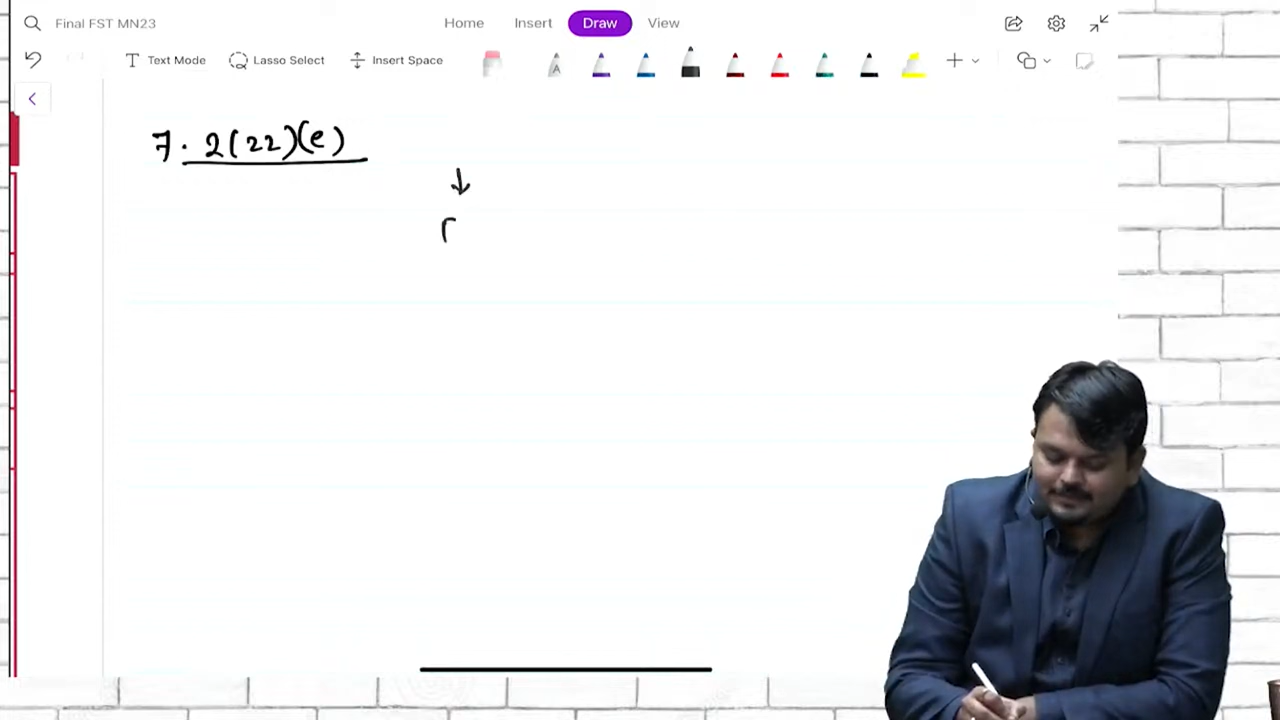 Final FST MN23
Home Insert Draw View
Text Mode Lasso Select Insert Space
7. 2(22)(e)
↓
r